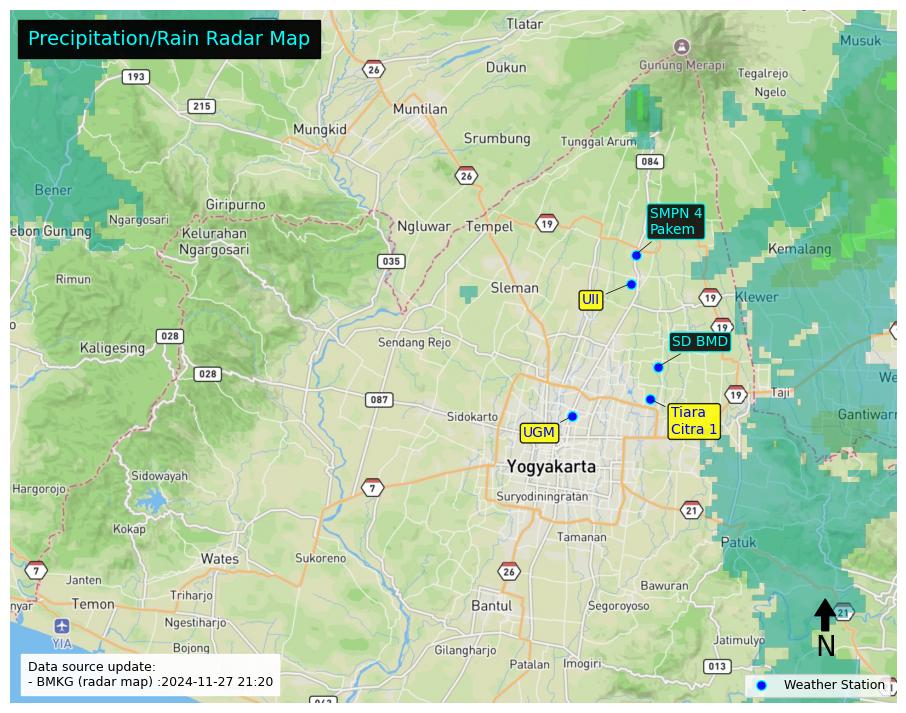 Precipitation/Rain Radar Map
Tlatar
Musuk
26
Dukun
Gunung Merapi
193
Tegalrejo
Ngelo
215
Muntilan
Mungkid
Srumbung
Tunggal Arum
084
26
Bener
Giripurno
SMPN 4
Pakem
Ngargosari
19
ebon Gunung
Kelurahan
Ngargosari
Ngluwar
Tempel
Kemalang
035
Rimun
Sleman
UII
19
Klewer
19
028
Sendang Rejo
SD BMD
Kaligesing
028
We
19
Taji
087
Sidokarto
Tiara
Citra 1
Gantiwarn
UGM
Yogyakarta
Sidowayah
7
Hargorojo
Suryodiningratan
21
Kokap
Tamanan
Patuk
Wates
Sukoreno
7
26
Janten
Bawuran
nyar
Temon
Triharjo
Bantul
Segoroyoso
21
Ngestiharjo
YIA
N
Bojong
Gilangharjo
Jatimulyo
Patalan
Imogiri
013
Data source update:
- BMKG (radar map) :2024-11-27 21:20
Weather Station